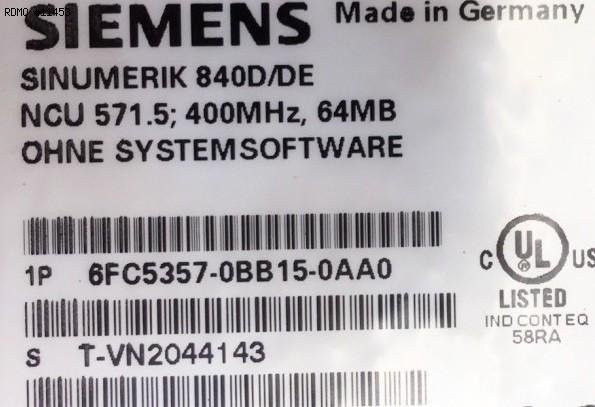 SIEMENS
Made in Germany
SINUMERIK 840D/DE
NCU 571.5; 400MHz, 64MB
OHNE SYSTEMSOFTWARE
1P 6FC5357-0BB15-0AA0
C UL US
®
LISTED
IND CONT EQ
58RA
S T-VN2044143